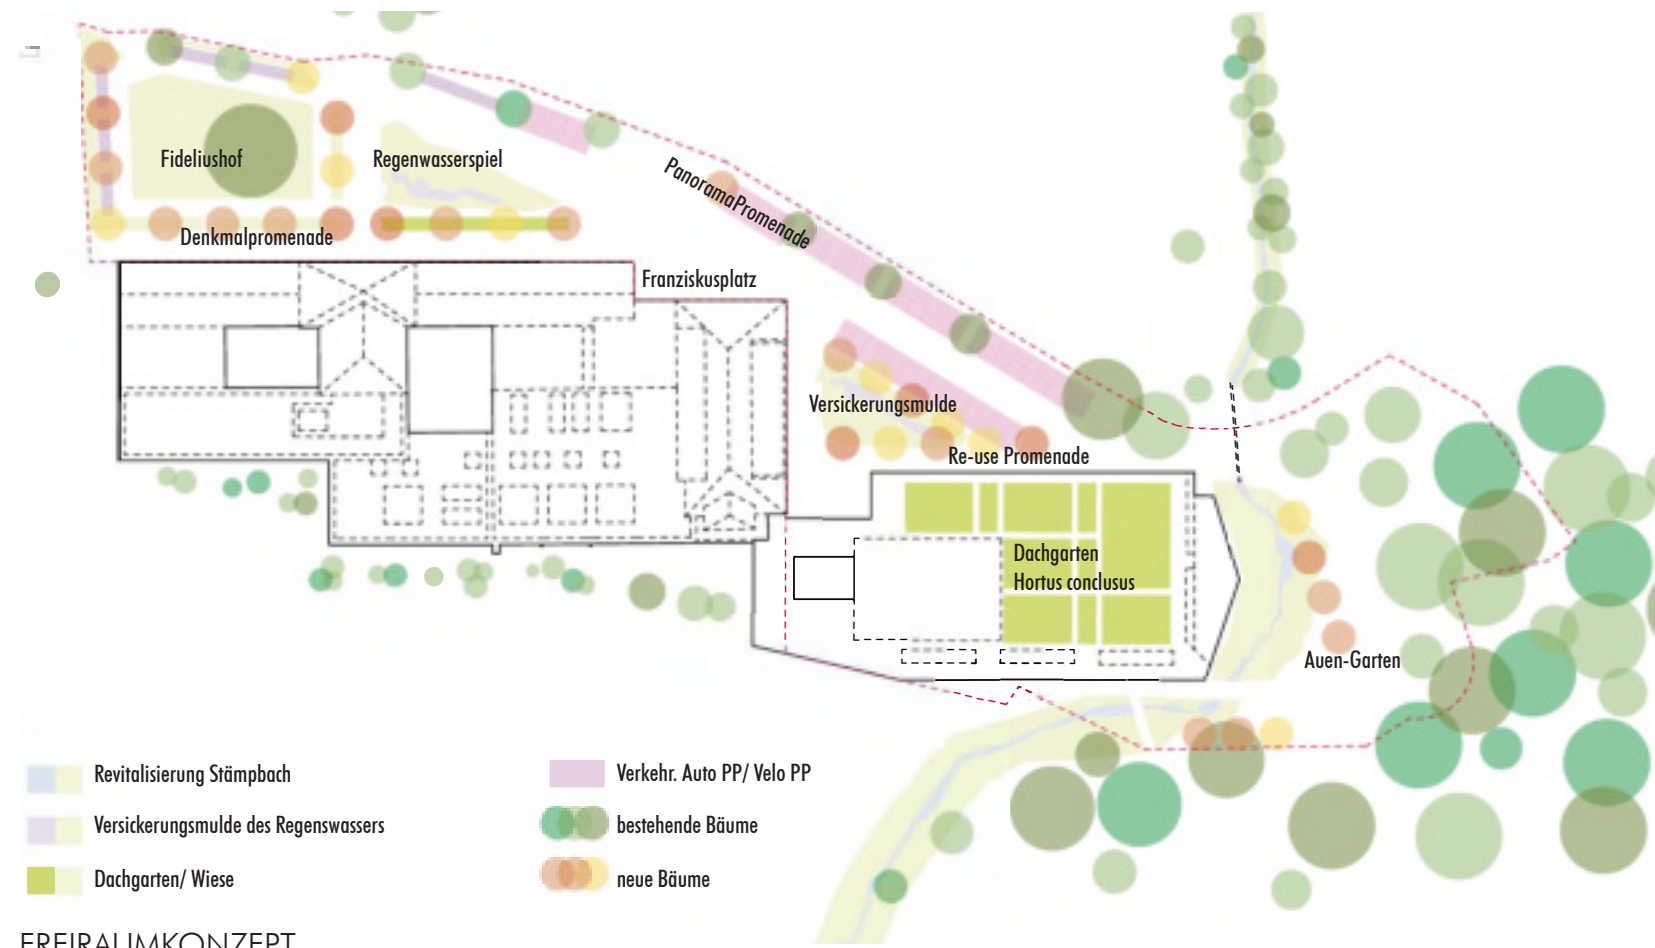 Fideliushof
Regenwasserspiel
PanoramaPromenade
Denkmalpromenade
Franziskusplatz
Versickerungsmulde
Re-use Promenade
Dachgarten
Hortus conclusus
Auen-Garten
Revitalisierung Stämpbach
Verkehr. Auto PP/ Velo PP
Versickerungsmulde des Regenswassers
bestehende Bäume
Dachgarten/ Wiese
neue Bäume
FREIRAUMKONZEPT